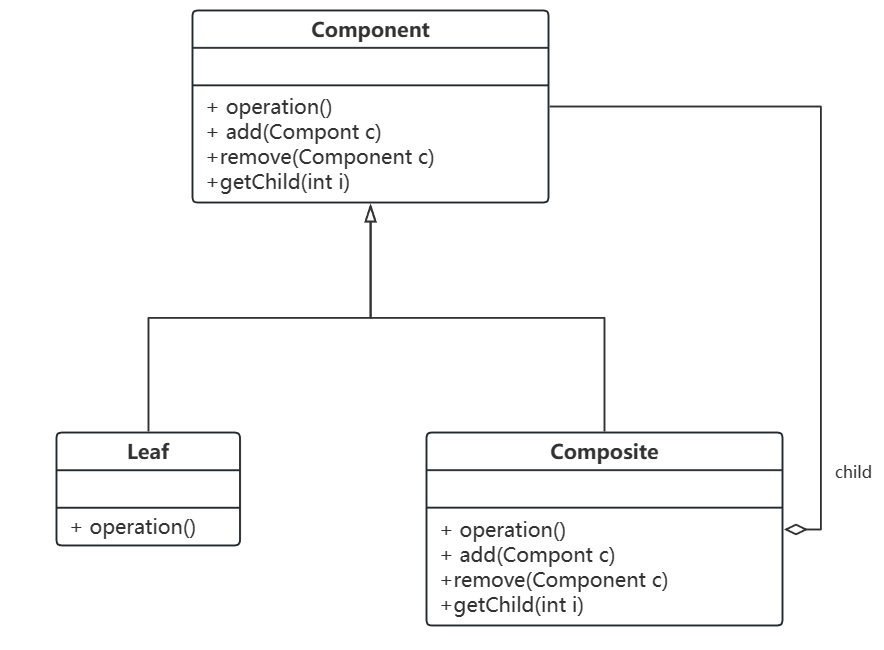 Component
+ operation()
+ add(Compont c)
+remove(Component c)
+getChild(int i)
Leaf
+ operation()
Composite
+ operation()
+ add(Compont c)
+remove(Component c)
+getChild(int i)
child